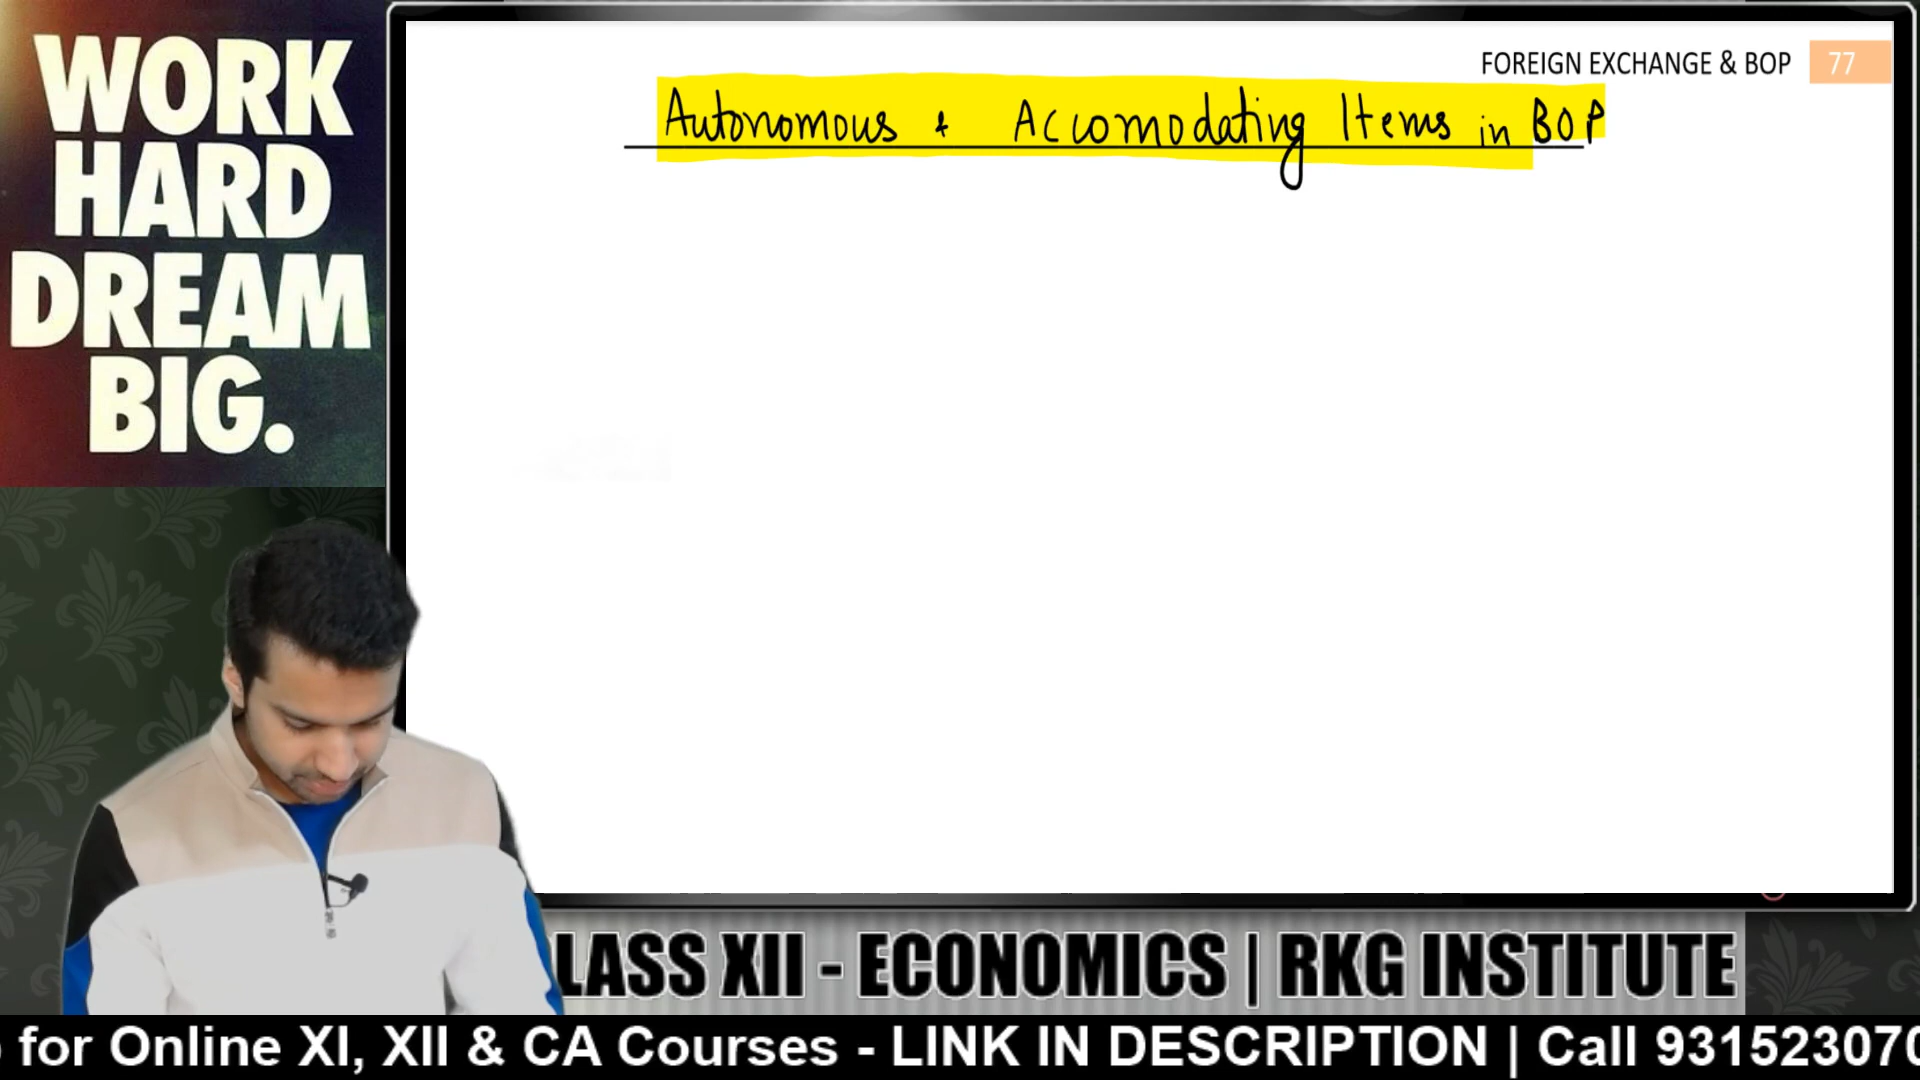 WORK
HARD
DREAM
BIG.
FOREIGN EXCHANGE & BOP 77
Autonomous & Accomodating Items in BOP
LASS XII - ECONOMICS | RKG INSTITUTE
for Online XI, XII & CA Courses - LINK IN DESCRIPTION | Call 931523070